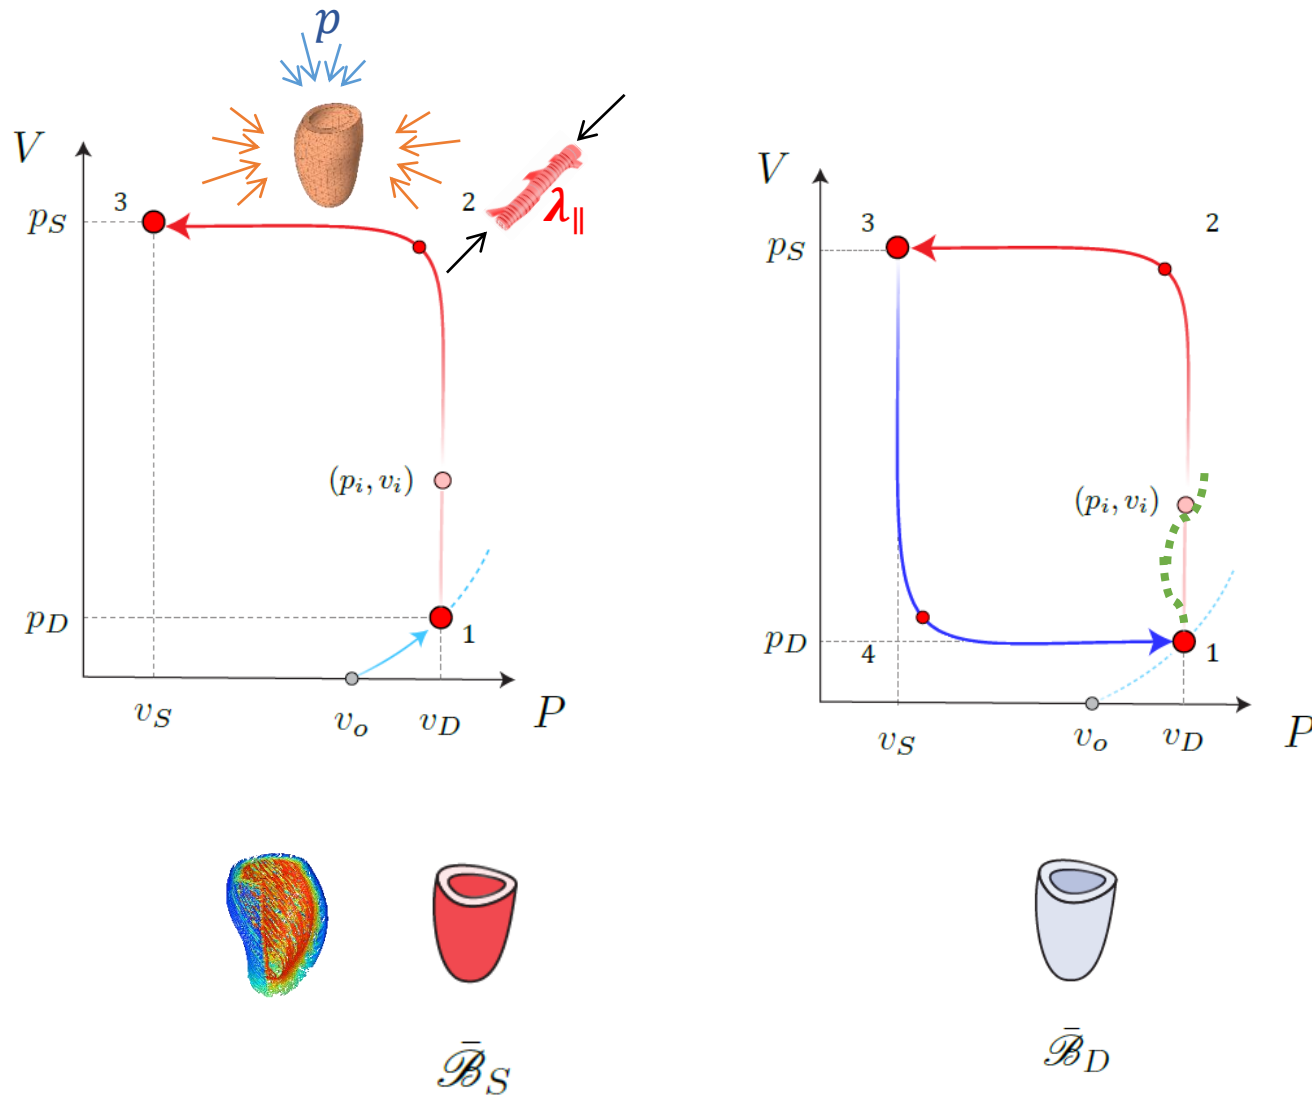 p
V
3
2
λ∥
p_S
(p_i, v_i)
p_D
1
v_S
v_o
v_D
P
V
3
2
p_S
(p_i, v_i)
p_D
4
1
v_S
v_o
v_D
P
ℬ̄_S
ℬ̄_D